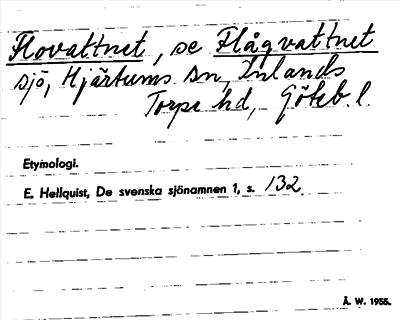 Flovattnet, se Flågvattnet
sjö, Hjärtums sn, Inlands
Torpe hd, Göteb. l.
Etymologi.
E. Hellquist, De svenska sjönamnen 1, s. 132.
Å. W. 1955.